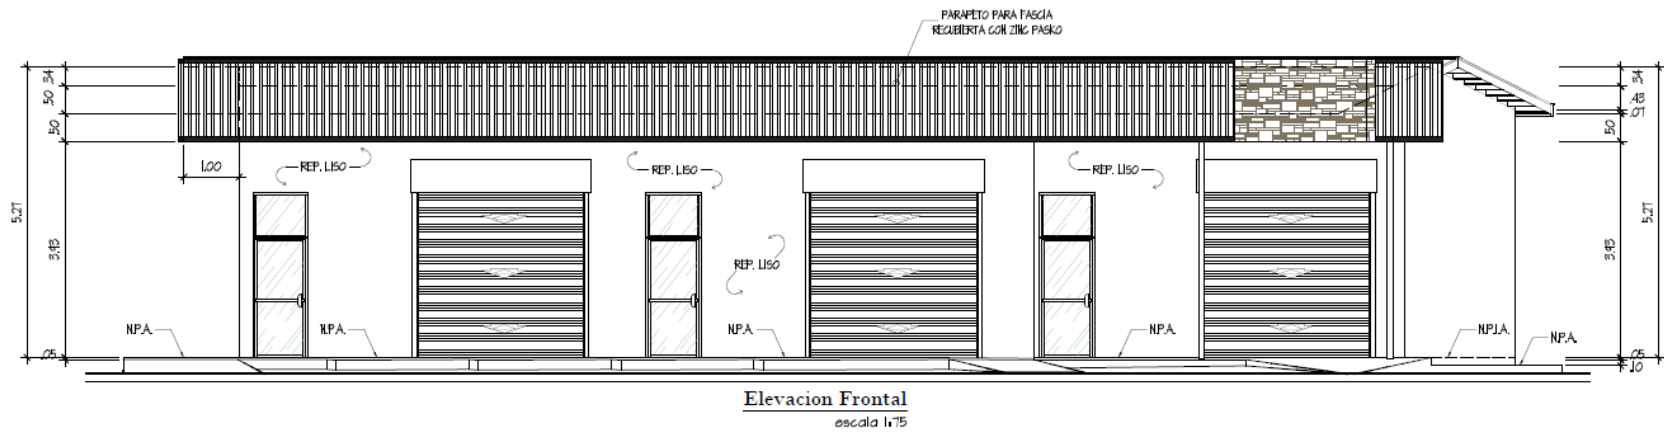 PARAPETO PARA FASCIA
RECUBIERTA CON ZINC PASKO
.34
.50
.50
1.00
5.27
3.93
.05
REP. LISO
REP. LISO
REP. LISO
REP. LISO
N.P.A.
N.P.A.
N.P.A.
N.P.A.
N.P.I.A.
N.P.A.
.34
.43
.07
.50
5.27
3.93
.05
.10
Elevacion Frontal
escala 1:75